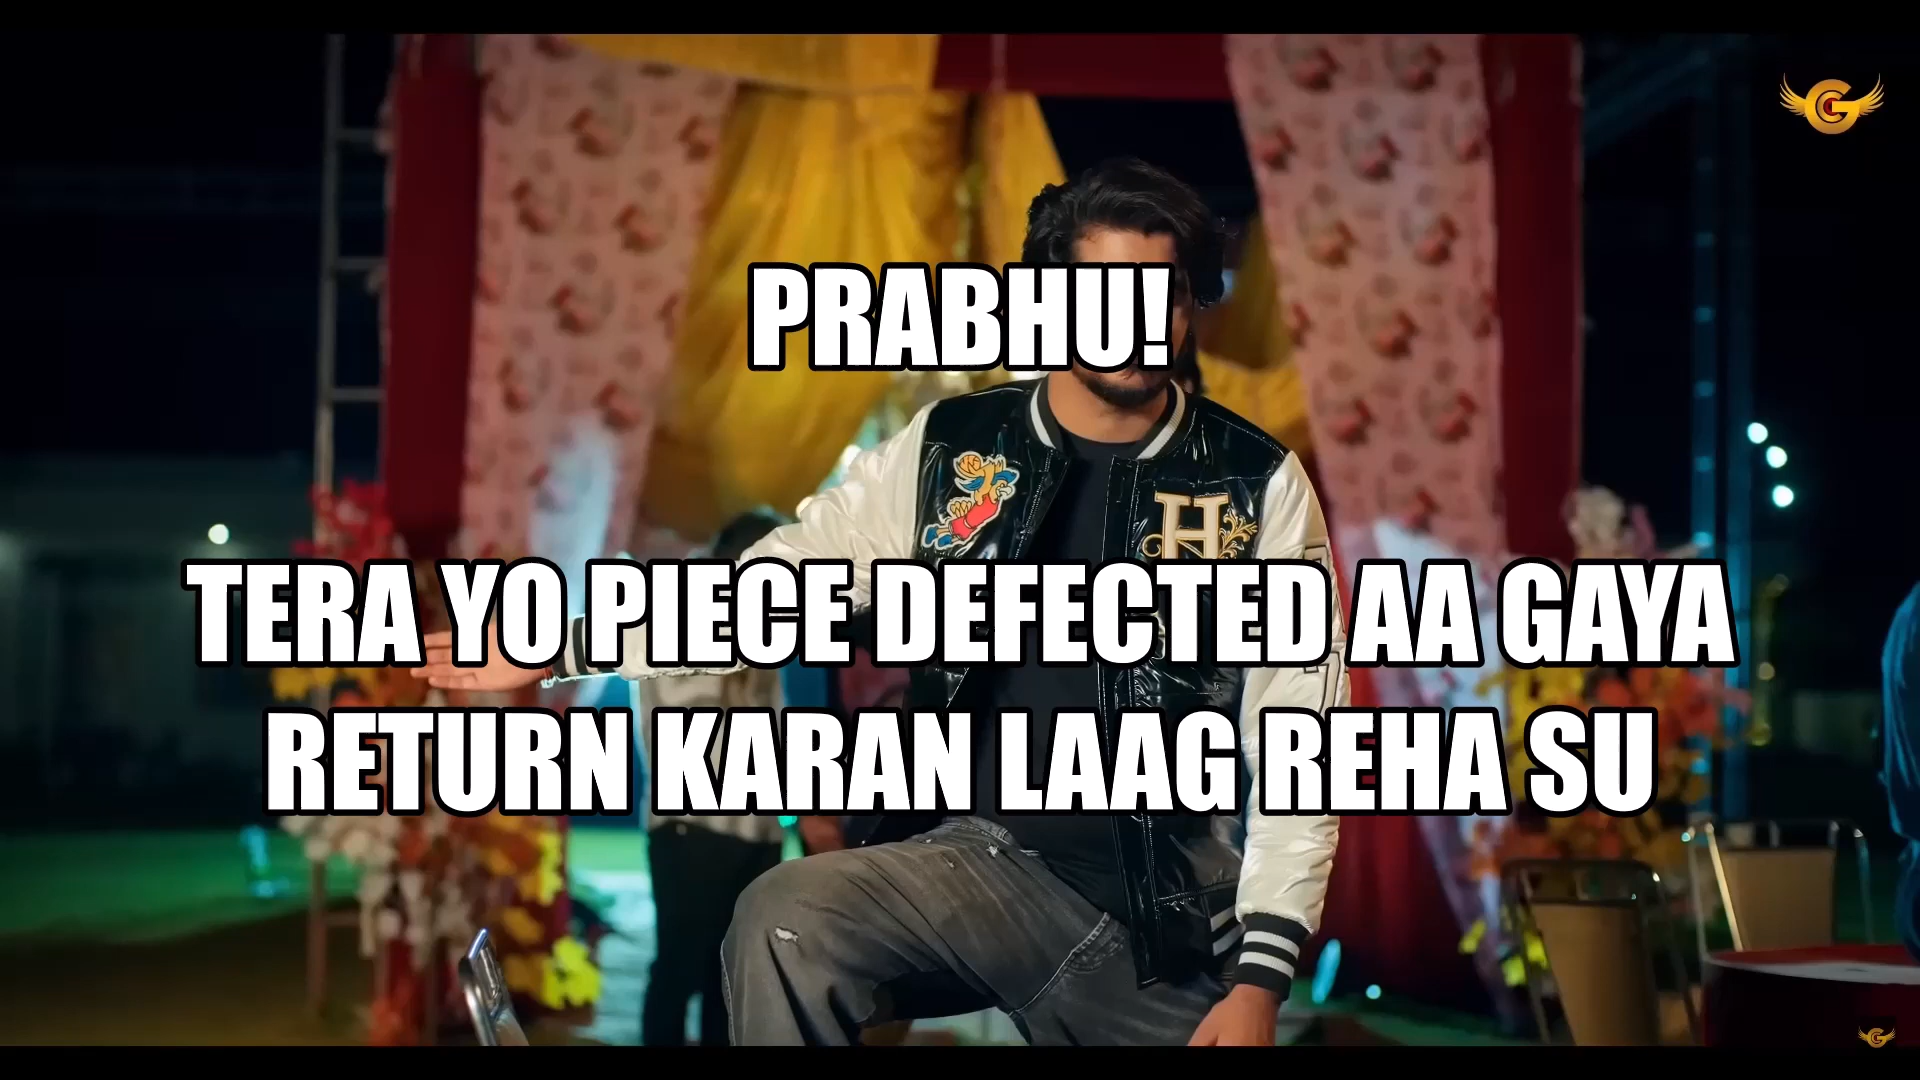 PRABHU!
TERA YO PIECE DEFECTED AA GAYA
RETURN KARAN LAAG REHA SU
H